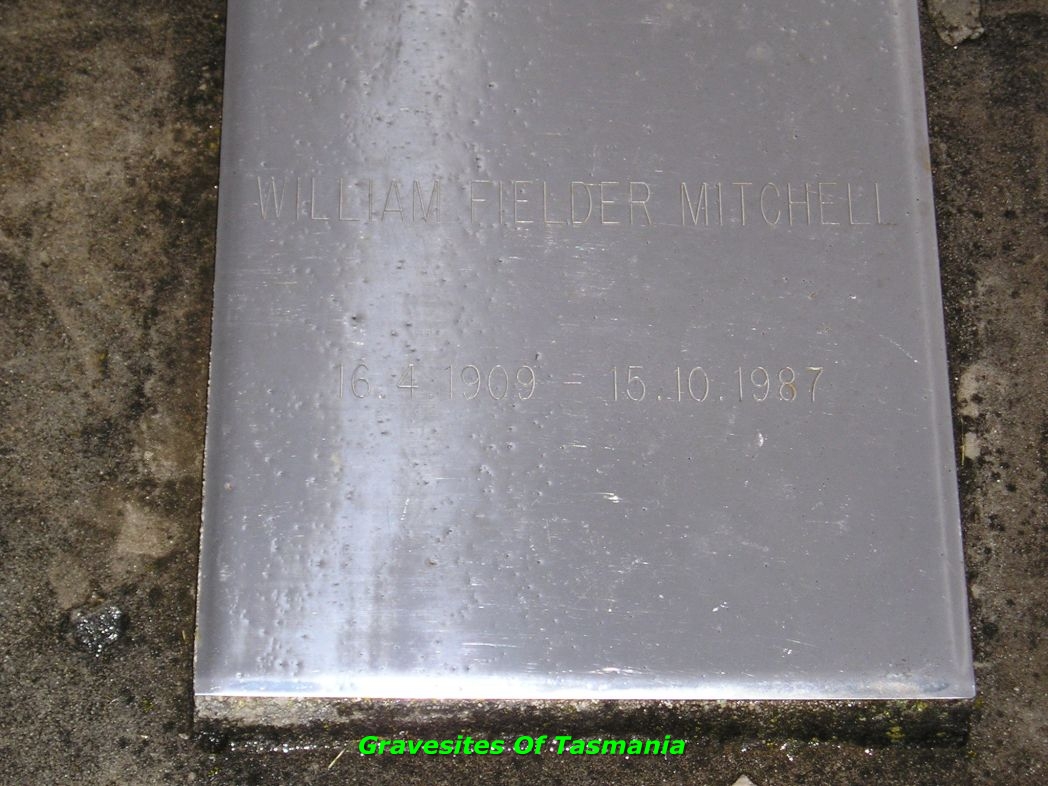 WILLIAM FIELDER MITCHELL
16.4.1909 - 15.10.1987
Gravesites Of Tasmania